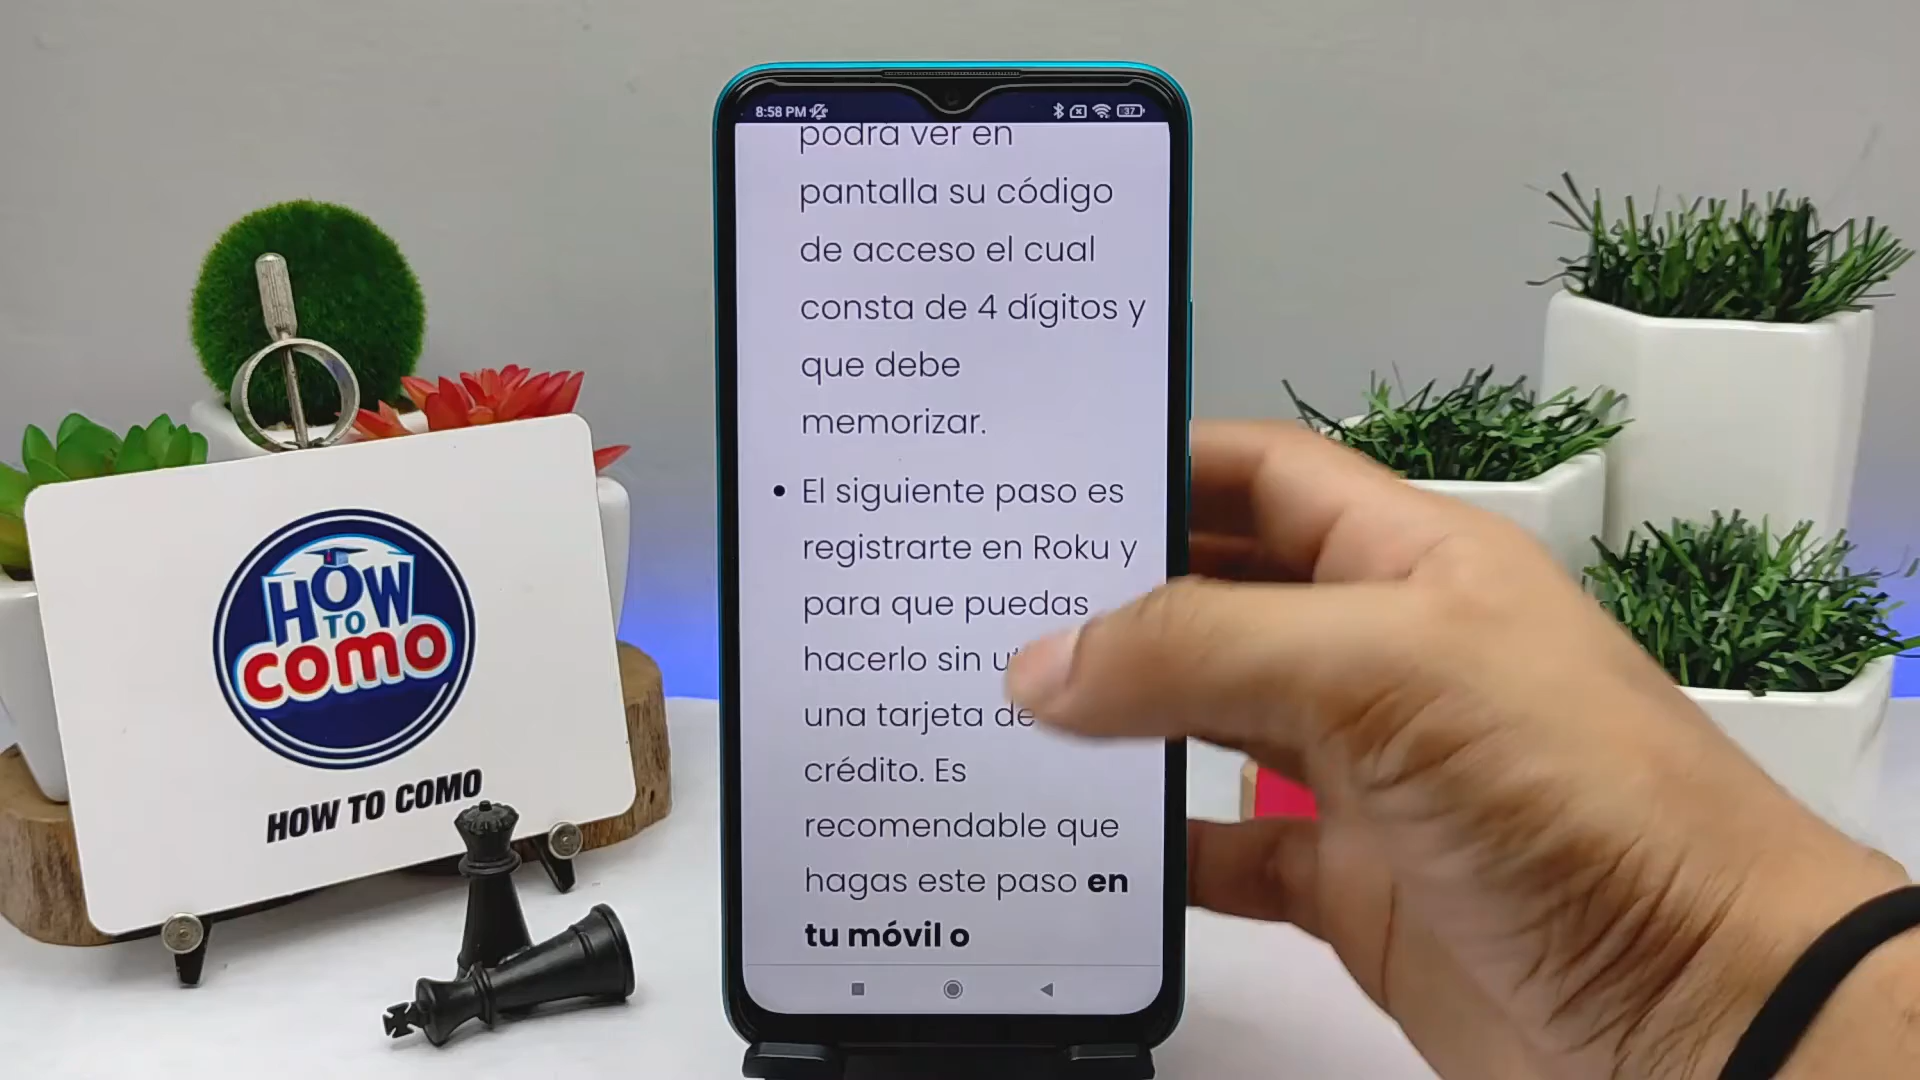 8:58 PM
37
podrá ver en
pantalla su código
de acceso el cual
consta de 4 dígitos y
que debe
memorizar.
• El siguiente paso es
registrarte en Roku y
para que puedas
hacerlo sin
una tarjeta de
crédito. Es
recomendable que
hagas este paso en
tu móvil o
HOW
TO
como
HOW TO COMO